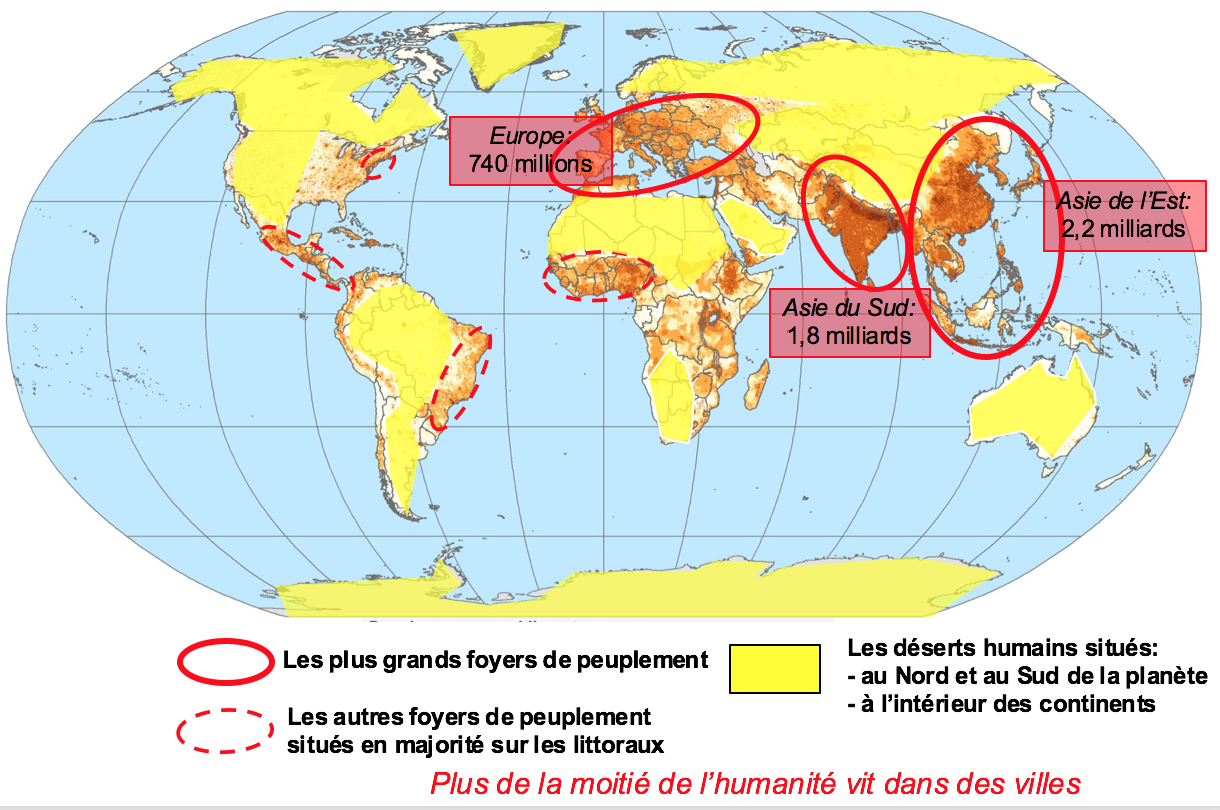 Europe:
740 millions
Asie de l'Est:
2,2 milliards
Asie du Sud:
1,8 milliards
Les plus grands foyers de peuplement
Les autres foyers de peuplement
situés en majorité sur les littoraux
Les déserts humains situés:
- au Nord et au Sud de la planète
- à l'intérieur des continents
Plus de la moitié de l'humanité vit dans des villes